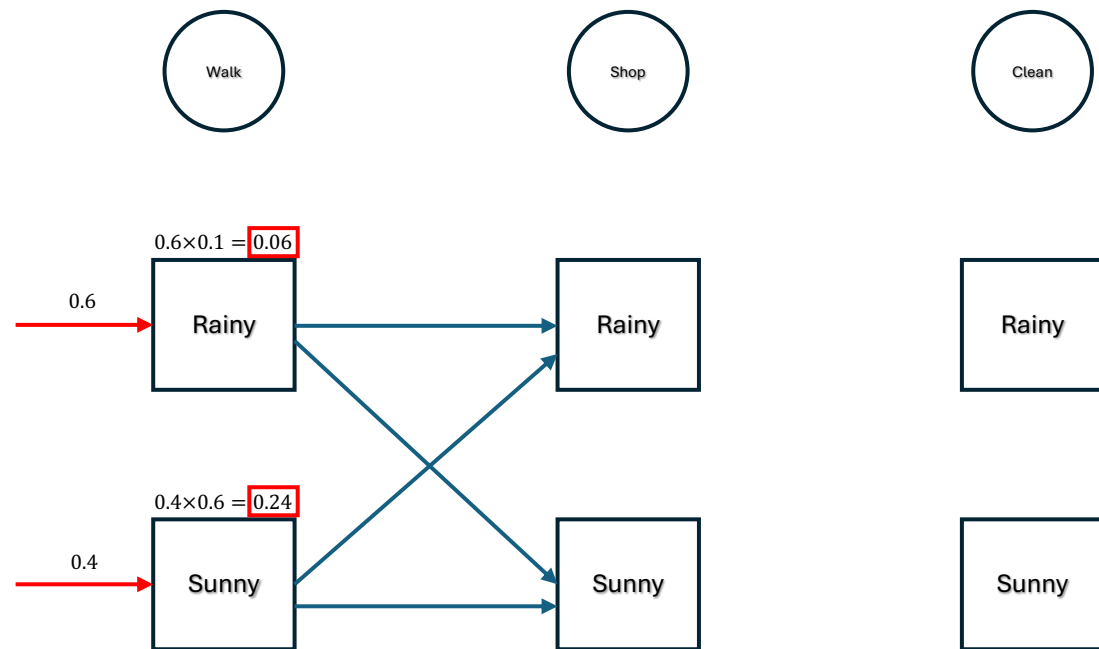 Walk
Shop
Clean
0.6×0.1 = 0.06
0.6
Rainy
Rainy
Rainy
0.4×0.6 = 0.24
0.4
Sunny
Sunny
Sunny